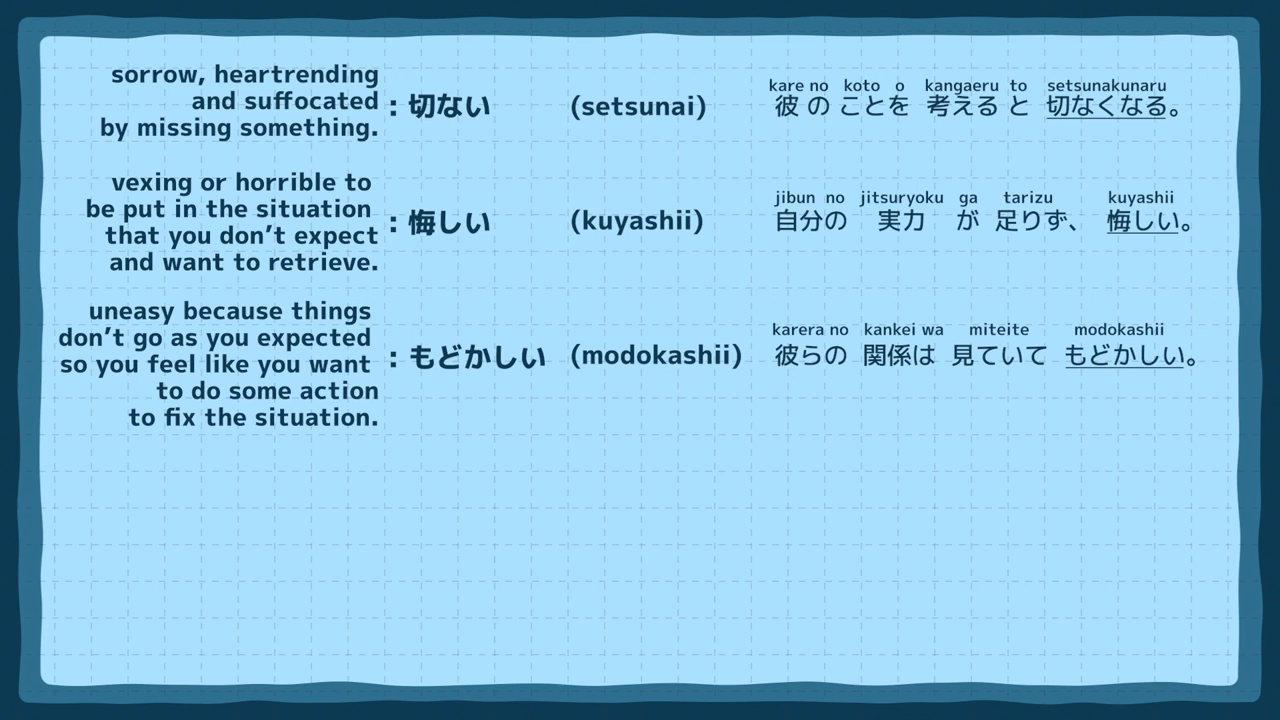 sorrow, heartrending
and suffocated
by missing something.
: 切ない (setsunai)
kare no koto o kangaeru to setsunakunaru
彼 の ことを 考える と 切なくなる。
vexing or horrible to
be put in the situation
that you don't expect
and want to retrieve.
: 悔しい (kuyashii)
jibun no jitsuryoku ga tarizu kuyashii
自分の 実力 が 足りず、 悔しい。
uneasy because things
don't go as you expected
so you feel like you want
to do some action
to fix the situation.
: もどかしい (modokashii)
karera no kankei wa miteite modokashii
彼らの 関係は 見ていて もどかしい。